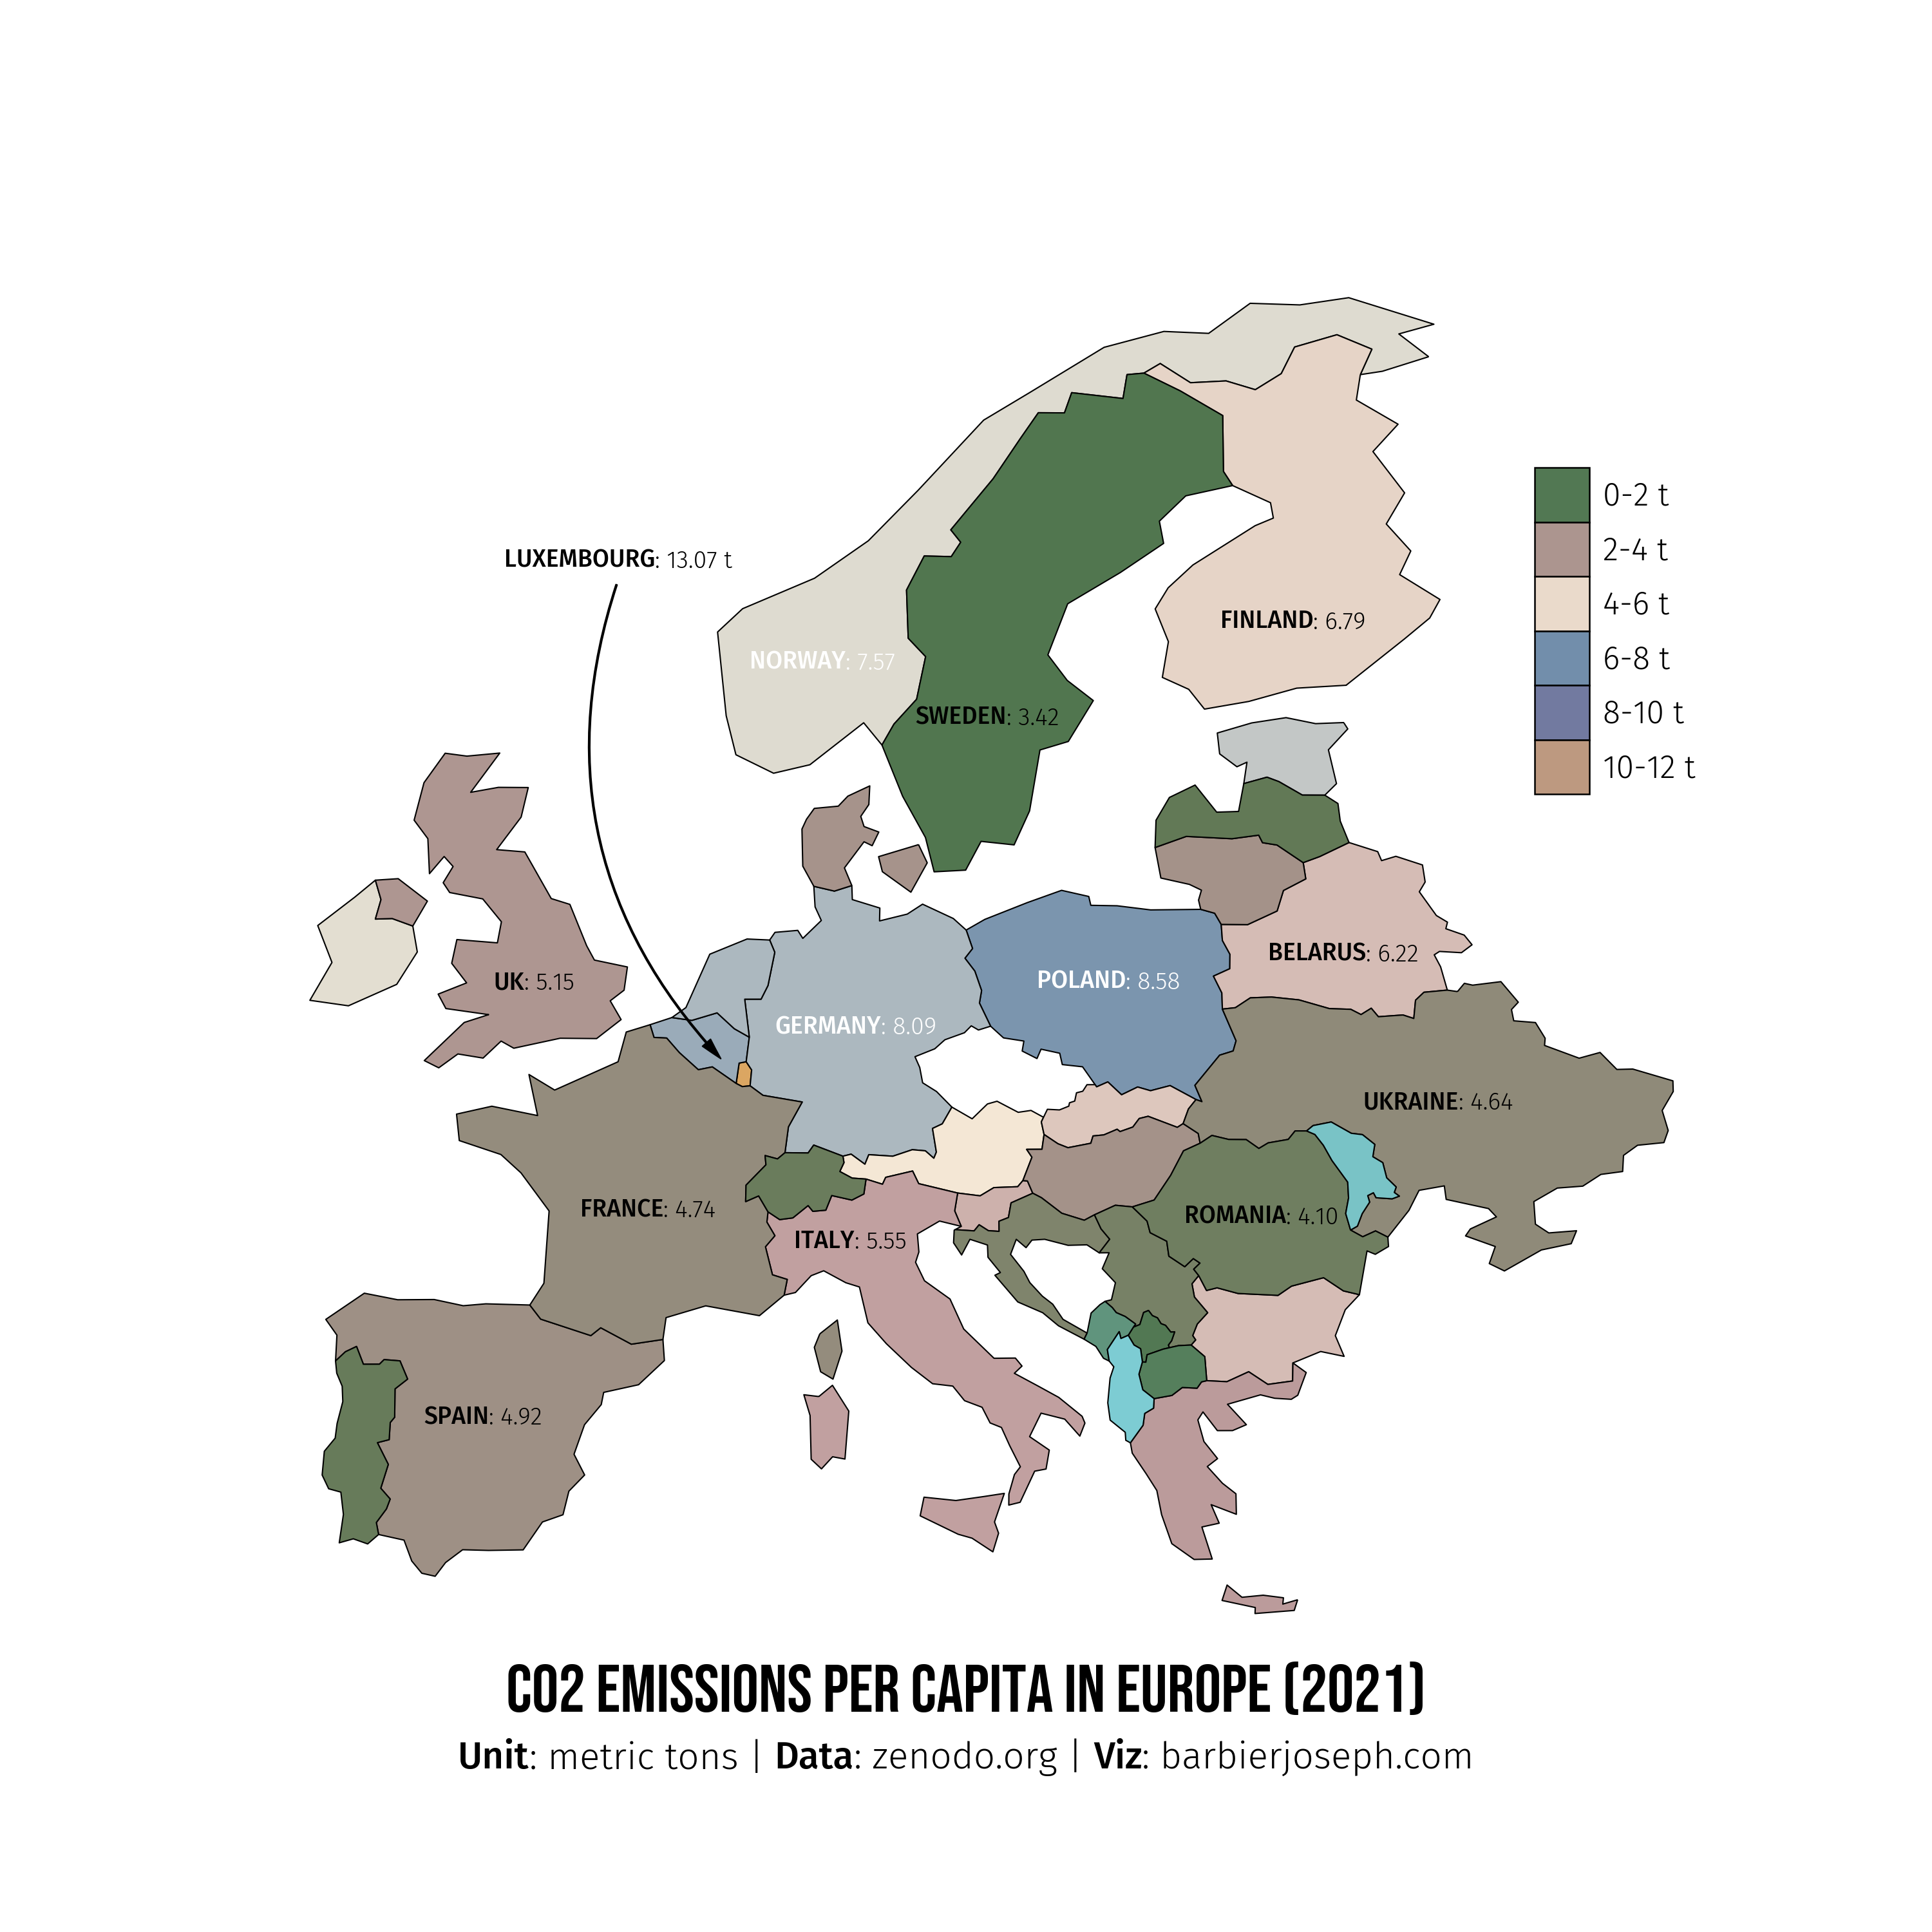 0-2 t
2-4 t
4-6 t
6-8 t
8-10 t
10-12 t
LUXEMBOURG: 13.07 t
FINLAND: 6.79
NORWAY: 7.57
SWEDEN: 3.42
BELARUS: 6.22
UK: 5.15
POLAND: 8.58
GERMANY: 8.09
UKRAINE: 4.64
FRANCE: 4.74
ROMANIA: 4.10
ITALY: 5.55
SPAIN: 4.92
CO2 EMISSIONS PER CAPITA IN EUROPE (2021)
Unit: metric tons | Data: zenodo.org | Viz: barbierjoseph.com